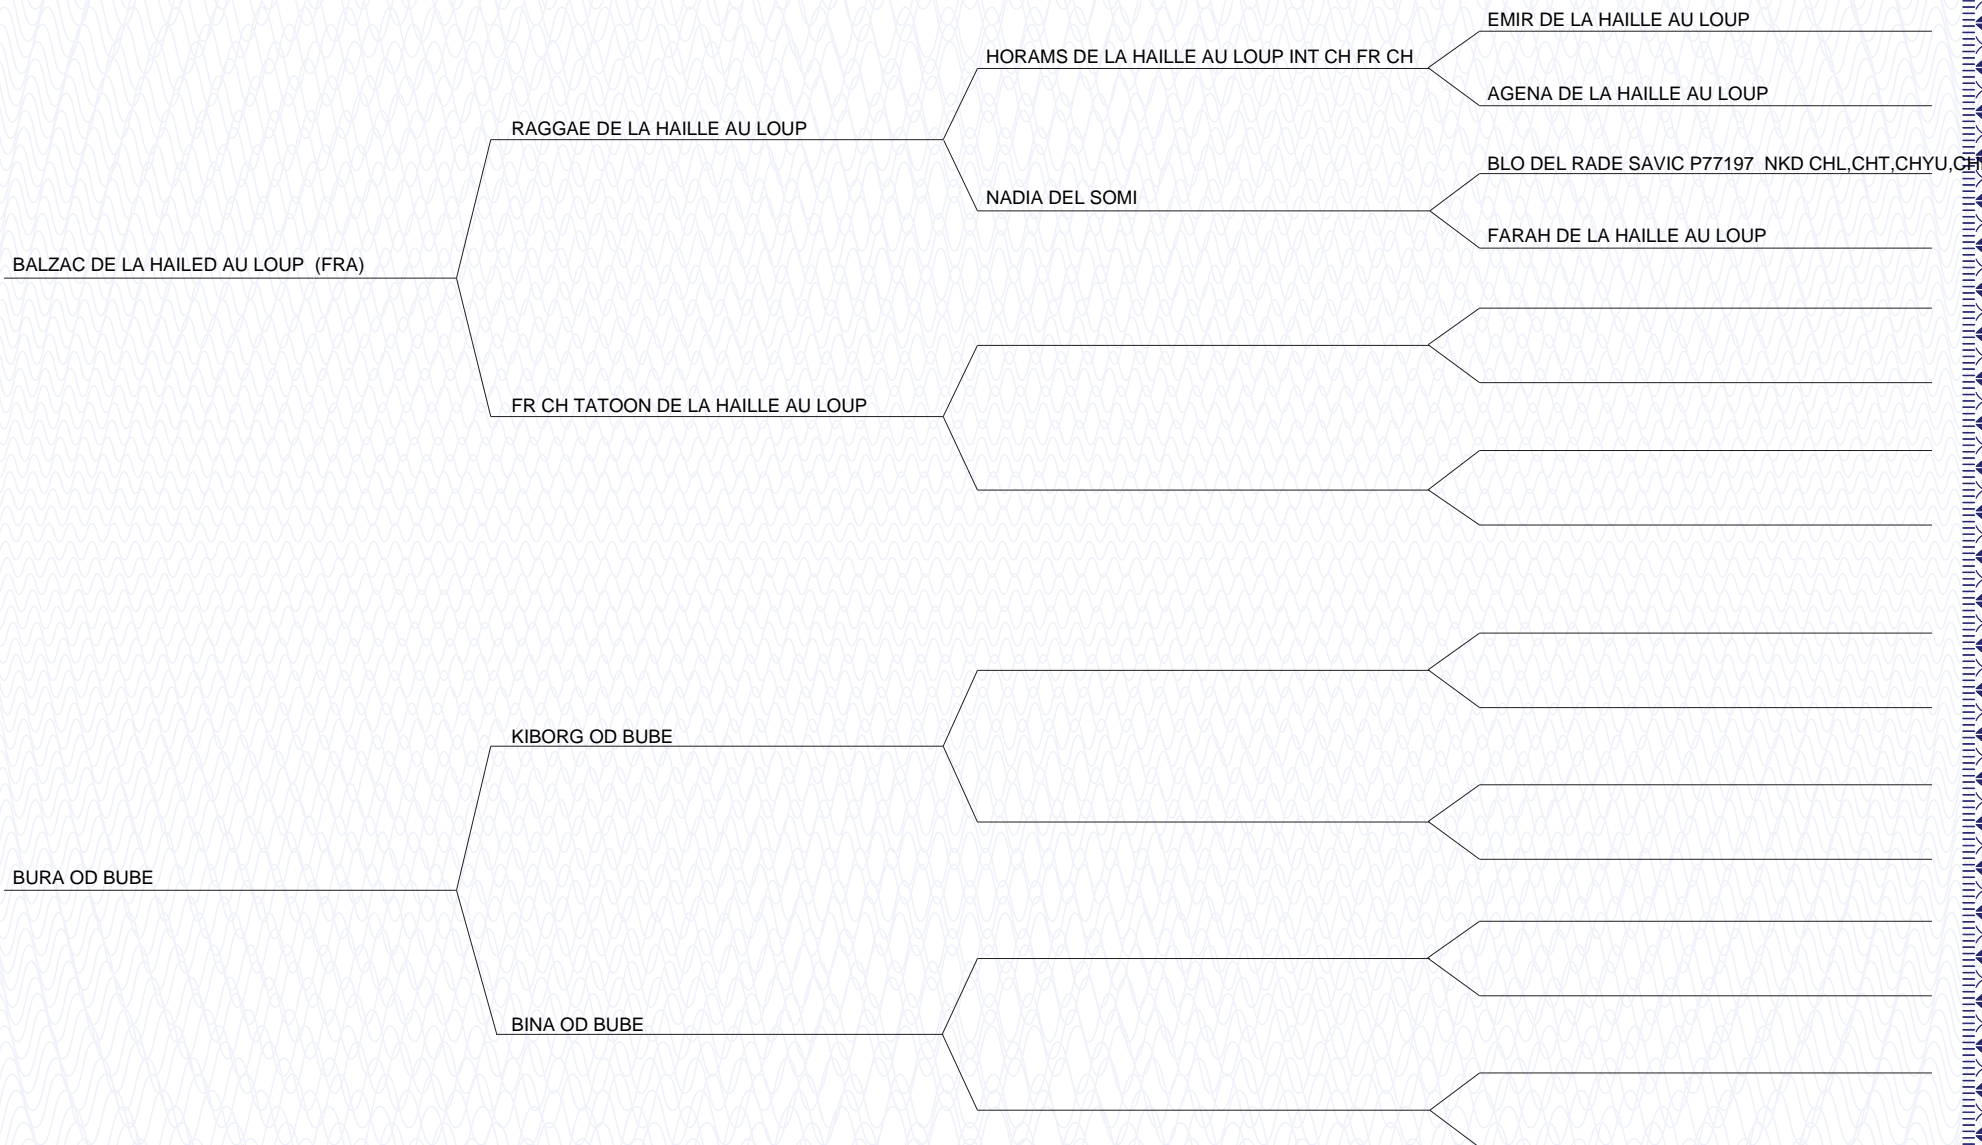 EMIR DE LA HAILLE AU LOUP
HORAMS DE LA HAILLE AU LOUP INT CH FR CH
AGENA DE LA HAILLE AU LOUP
RAGGAE DE LA HAILLE AU LOUP
BLO DEL RADE SAVIC P77197 NKD CHL,CHT,CHYU,CH
NADIA DEL SOMI
FARAH DE LA HAILLE AU LOUP
BALZAC DE LA HAILED AU LOUP (FRA)
FR CH TATOON DE LA HAILLE AU LOUP
KIBORG OD BUBE
BURA OD BUBE
BINA OD BUBE